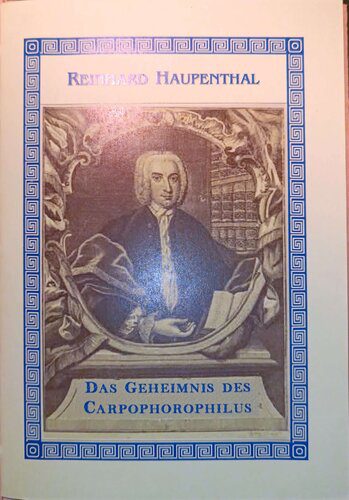 REINHARD HAUPENTHAL
DAS GEHEIMNIS DES
CARPOPHOROPHILUS